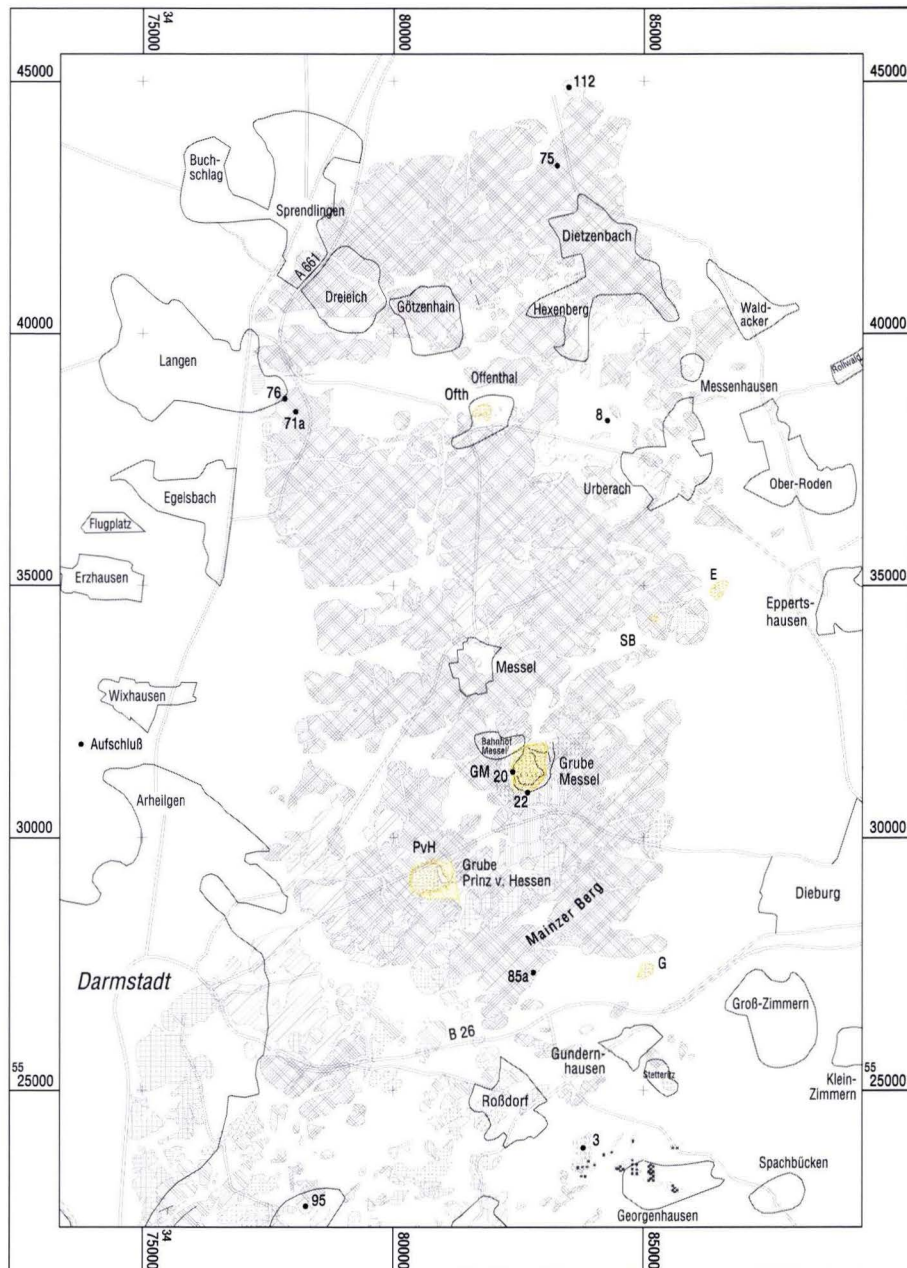 34
75000
80000
85000
45000
45000
112
75
Buch-
schlag
Sprendlingen
Dietzenbach
A 661
Dreieich
Götzenhain
Hexenberg
Wald-
acker
40000
40000
Langen
Offenthal
Ofth
Messenhausen
Rollwald
76
71a
8
Egelsbach
Urberach
Ober-Roden
Flugplatz
Erzhausen
35000
35000
E
Epperts-
hausen
SB
Messel
Wixhausen
Aufschluß
Bahnhof
Messel
GM
20
Grube
Messel
22
Arheilgen
30000
30000
PvH
Grube
Prinz v. Hessen
Dieburg
Mainzer Berg
Darmstadt
85a
G
Groß-Zimmern
B 26
Gundern-
hausen
Stetteritz
55
25000
25000
Klein-
Zimmern
Roßdorf
3
Spachbücken
95
Georgenhausen
34
75000
80000
85000